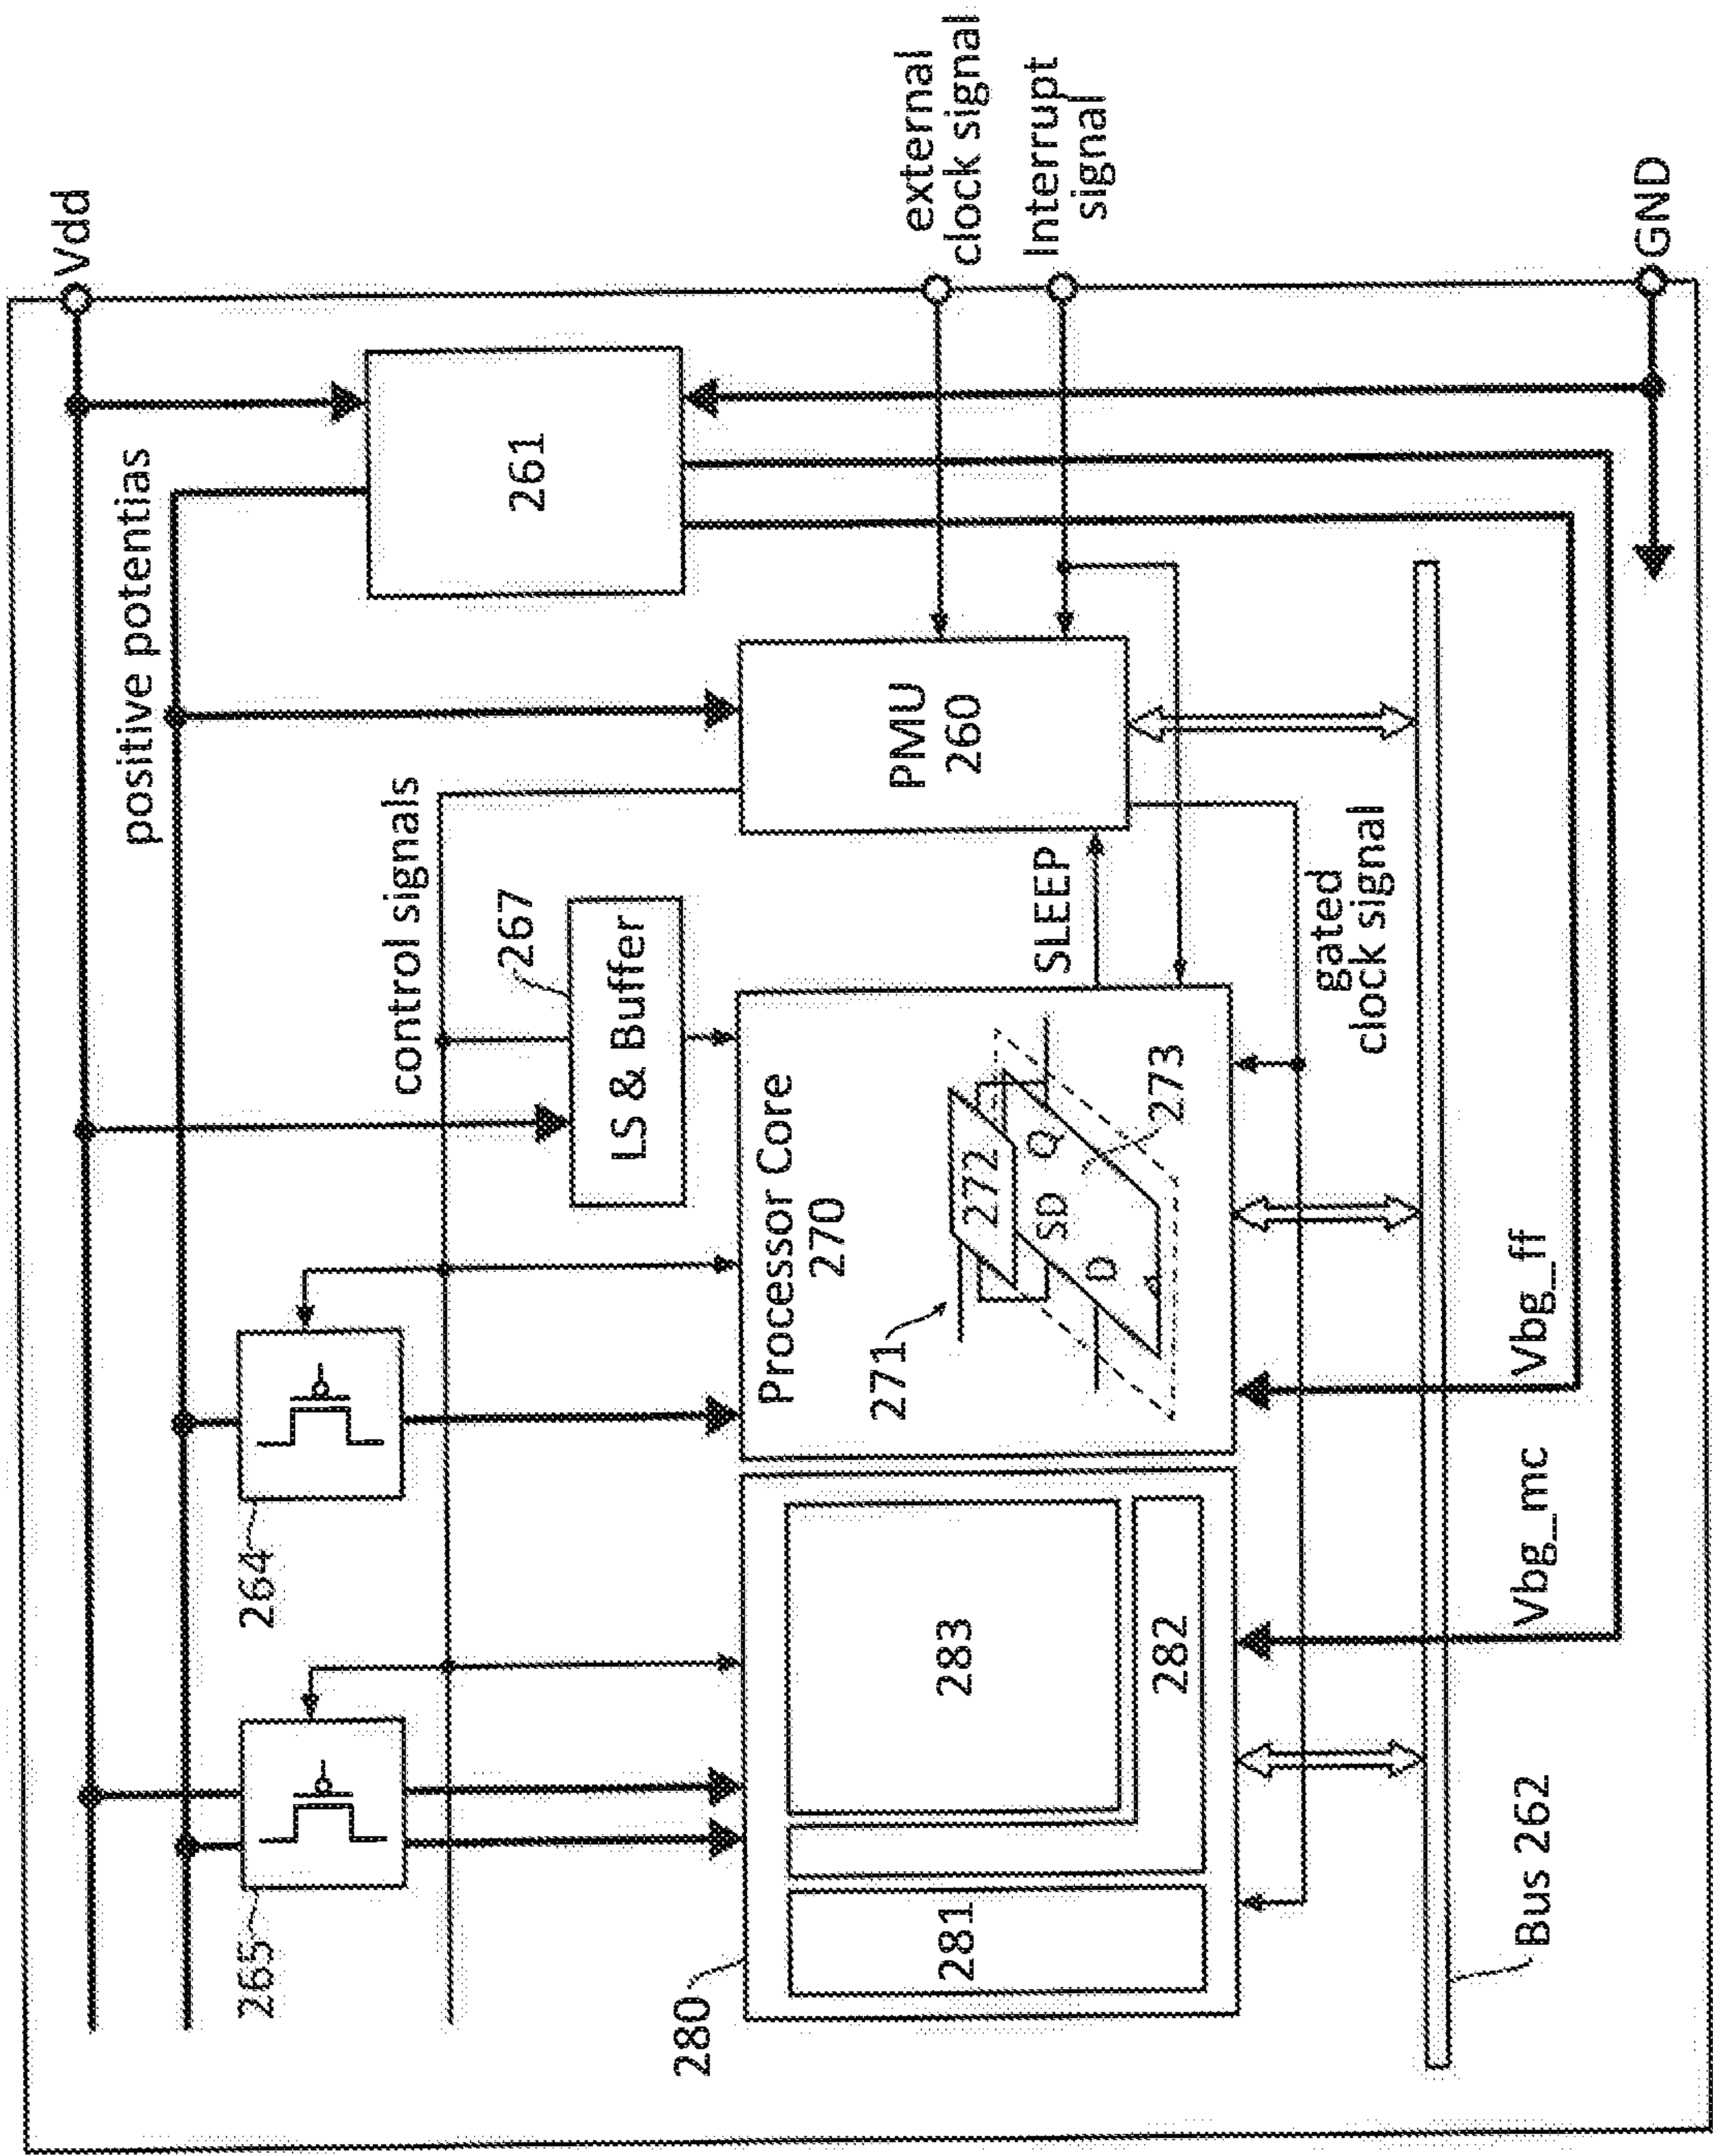 Vdd
positive potentias
external
clock signal
Interrupt
signal
GND
261
control signals
PMU
260
267
LS & Buffer
SLEEP
gated
clock signal
264
Processor Core
270
271
272
SD
Q
D
273
Vbg_ff
265
280
281
282
283
Vbg_mc
Bus 262